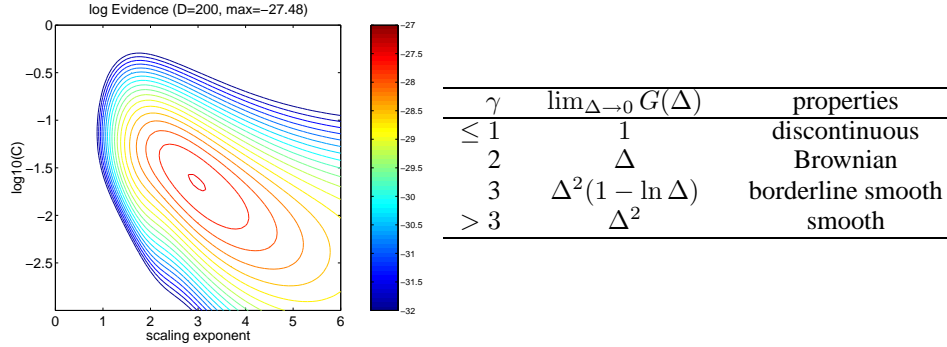 log Evidence (D=200, max=−27.48)
0
−0.5
−1
−1.5
−2
−2.5
log10(C)
0 1 2 3 4 5 6
scaling exponent
−27
−27.5
−28
−28.5
−29
−29.5
−30
−30.5
−31
−31.5
−32
γ lim_{Δ→0} G(Δ) properties
≤ 1 1 discontinuous
2 Δ Brownian
3 Δ²(1 − ln Δ) borderline smooth
> 3 Δ² smooth